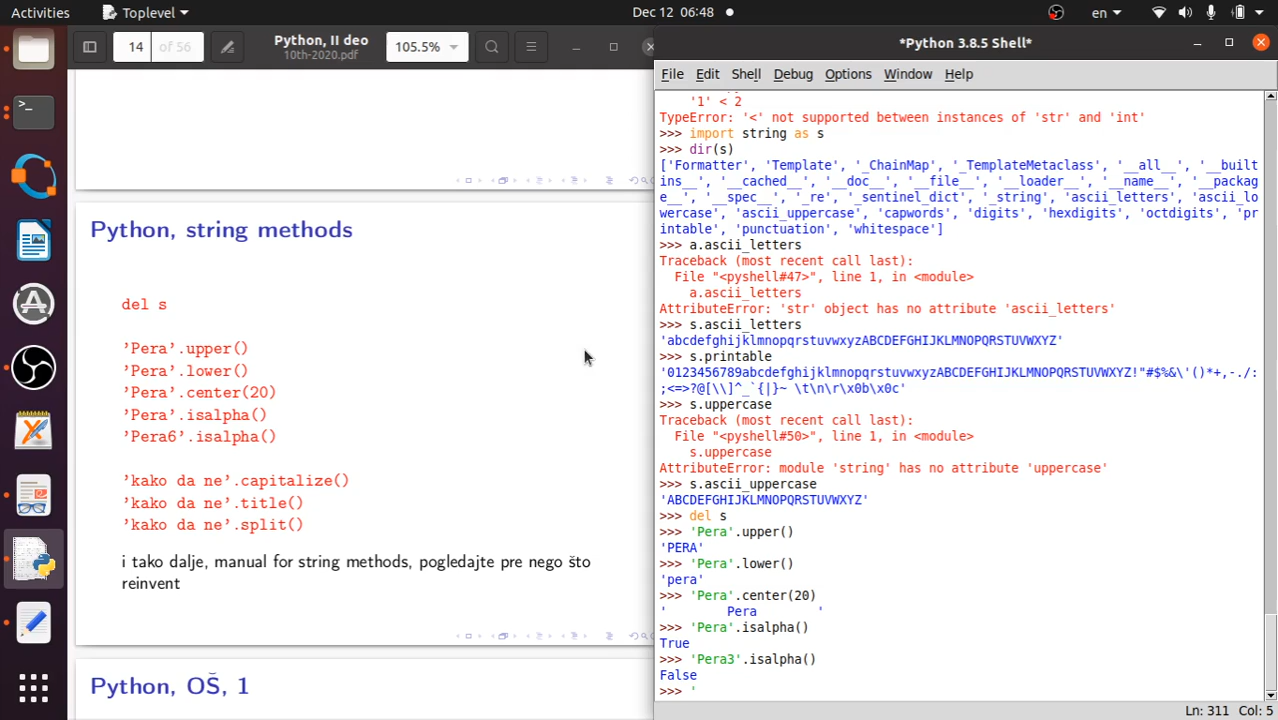 Activities
Toplevel
Dec 12 06:48
en
14 of 56
Python, II deo
10th-2020.pdf
105.5%
Python, string methods
del s
’Pera’.upper()
’Pera’.lower()
’Pera’.center(20)
’Pera’.isalpha()
’Pera6’.isalpha()
’kako da ne’.capitalize()
’kako da ne’.title()
’kako da ne’.split()
i tako dalje, manual for string methods, pogledajte pre nego što
reinvent
Python, OŠ, 1
*Python 3.8.5 Shell*
File Edit Shell Debug Options Window Help
'1' < 2
TypeError: '<' not supported between instances of 'str' and 'int'
>>> import string as s
>>> dir(s)
['Formatter', 'Template', '_ChainMap', '_TemplateMetaclass', '__all__', '__built
ins__', '__cached__', '__doc__', '__file__', '__loader__', '__name__', '__packag
e__', '__spec__', '_re', '_sentinel_dict', '_string', 'ascii_letters', 'ascii_lo
wercase', 'ascii_uppercase', 'capwords', 'digits', 'hexdigits', 'octdigits', 'pr
intable', 'punctuation', 'whitespace']
>>> a.ascii_letters
Traceback (most recent call last):
File "<pyshell#47>", line 1, in <module>
a.ascii_letters
AttributeError: 'str' object has no attribute 'ascii_letters'
>>> s.ascii_letters
'abcdefghijklmnopqrstuvwxyzABCDEFGHIJKLMNOPQRSTUVWXYZ'
>>> s.printable
'0123456789abcdefghijklmnopqrstuvwxyzABCDEFGHIJKLMNOPQRSTUVWXYZ!"#$%&\'()*+,-./:
;<=>?@[\\]^_`{|}~ \t\n\r\x0b\x0c'
>>> s.uppercase
Traceback (most recent call last):
File "<pyshell#50>", line 1, in <module>
s.uppercase
AttributeError: module 'string' has no attribute 'uppercase'
>>> s.ascii_uppercase
'ABCDEFGHIJKLMNOPQRSTUVWXYZ'
>>> del s
>>> 'Pera'.upper()
'PERA'
>>> 'Pera'.lower()
'pera'
>>> 'Pera'.center(20)
'        Pera        '
>>> 'Pera'.isalpha()
True
>>> 'Pera3'.isalpha()
False
>>> '
Ln: 311 Col: 5